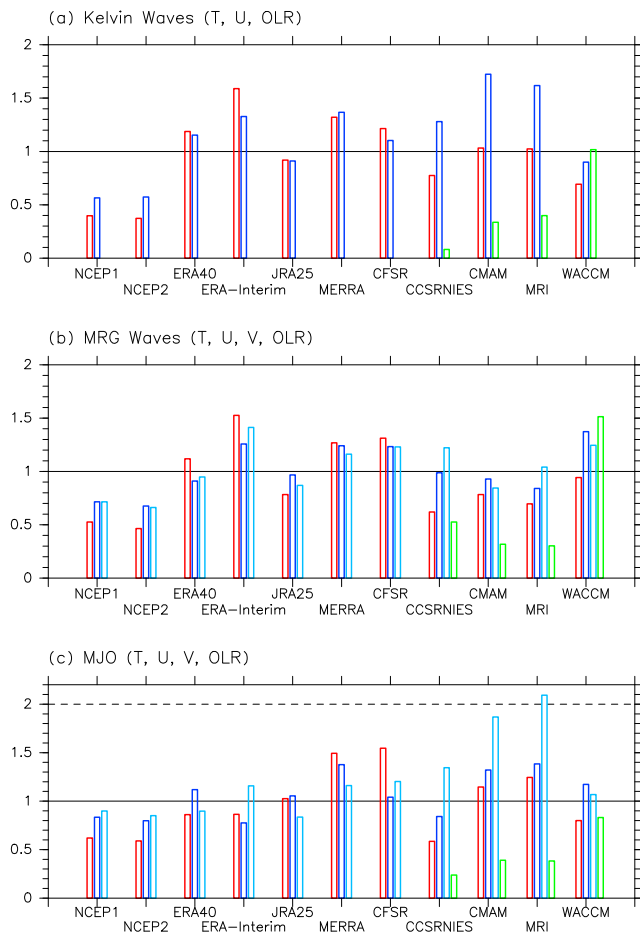 (a) Kelvin Waves (T, U, OLR)
2
1.5
1
0.5
0
NCEP1 ERA40 JRA25 CFSR CMAM WACCM
NCEP2 ERA-Interim MERRA CCSRNIES MRI
(b) MRG Waves (T, U, V, OLR)
2
1.5
1
0.5
0
NCEP1 ERA40 JRA25 CFSR CMAM WACCM
NCEP2 ERA-Interim MERRA CCSRNIES MRI
(c) MJO (T, U, V, OLR)
2
1.5
1
0.5
0
NCEP1 ERA40 JRA25 CFSR CMAM WACCM
NCEP2 ERA-Interim MERRA CCSRNIES MRI